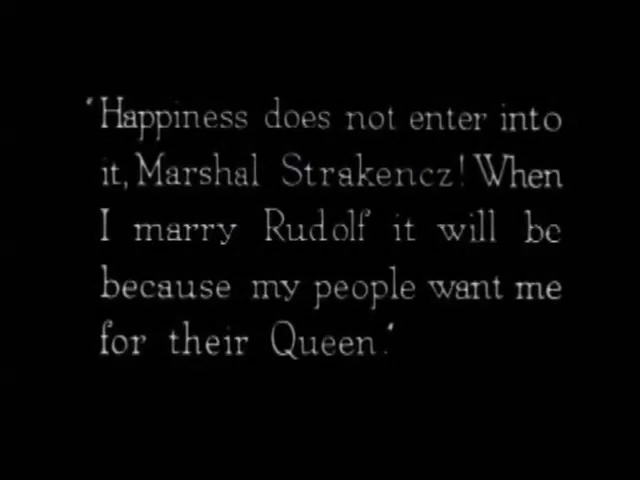 "Happiness does not enter into
it, Marshal Strakencz! When
I marry Rudolf it will be
because my people want me
for their Queen."